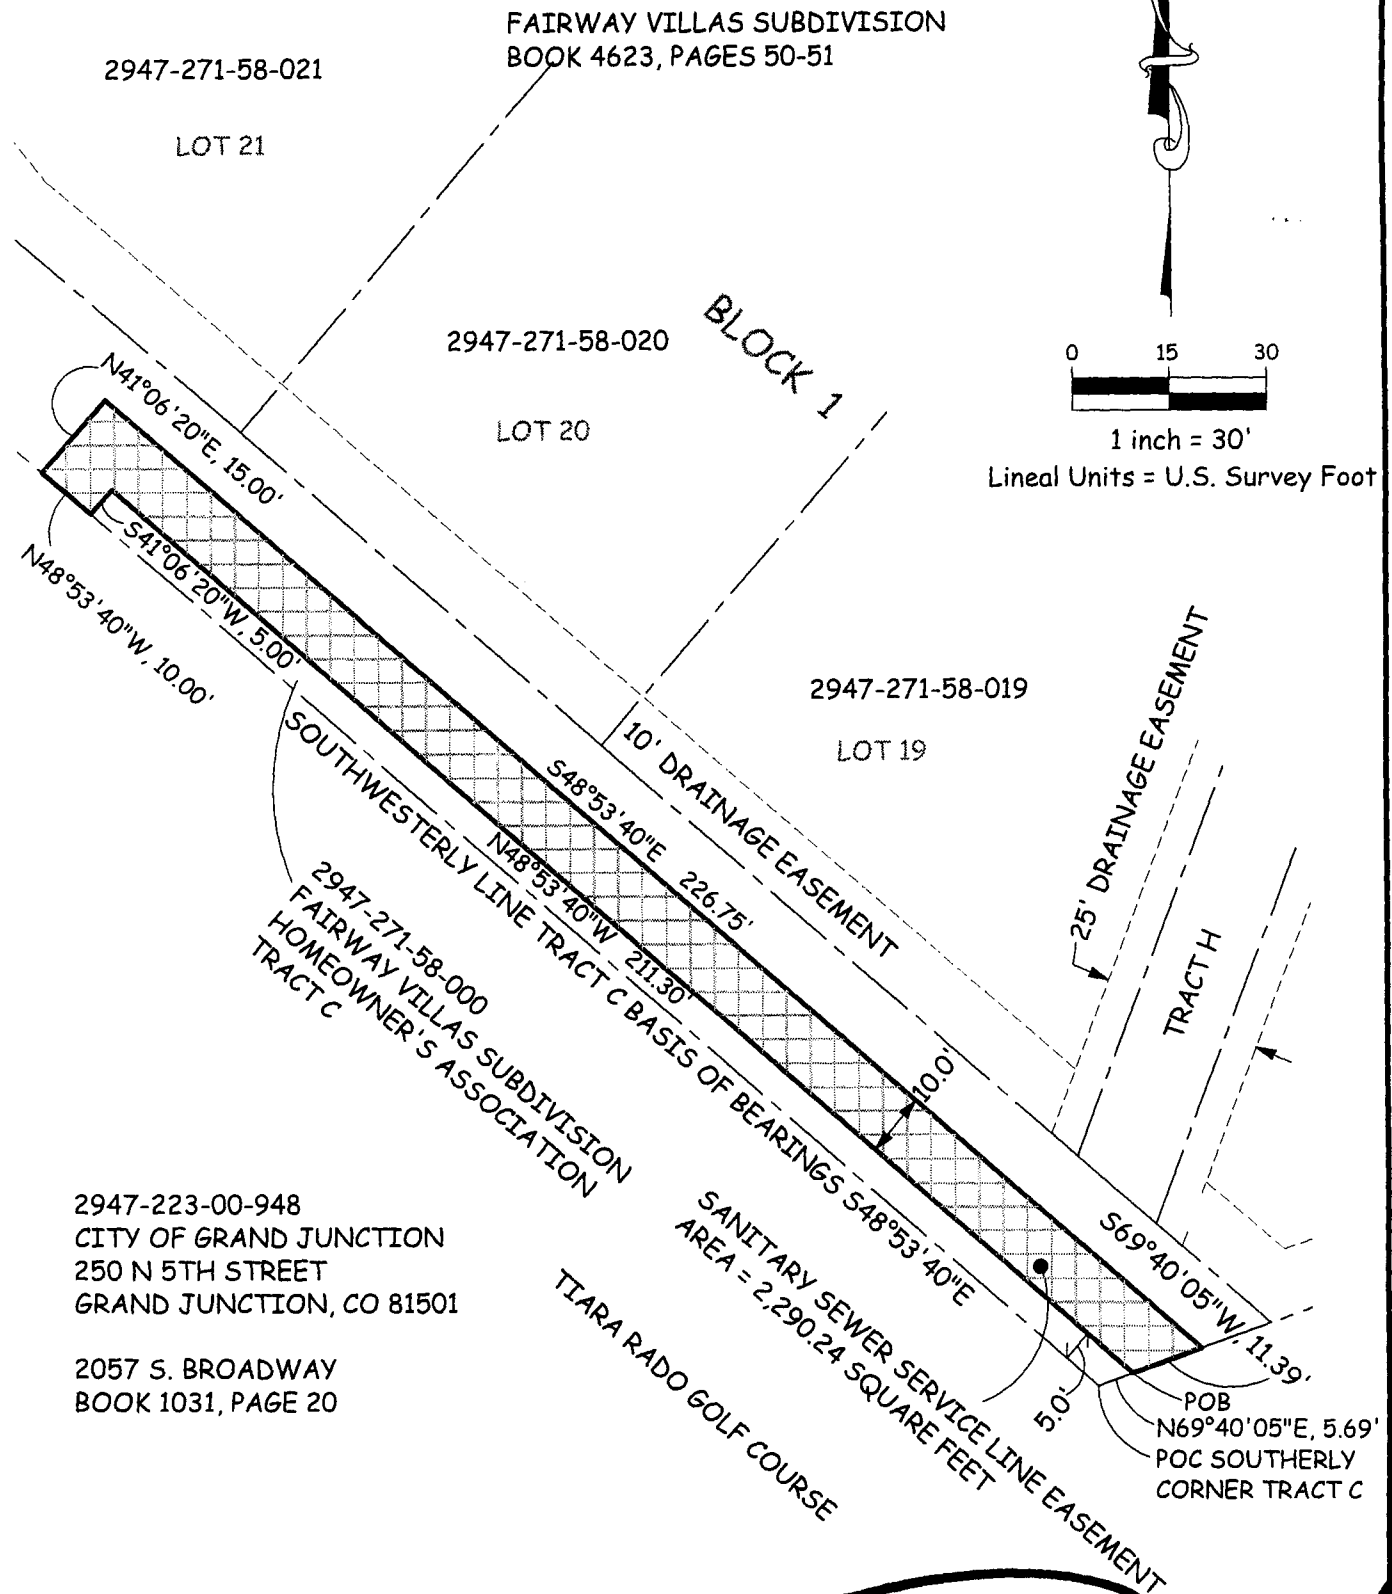 FAIRWAY VILLAS SUBDIVISION
BOOK 4623, PAGES 50-51
2947-271-58-021
LOT 21
2947-271-58-020
LOT 20
BLOCK 1
0 15 30
1 inch = 30'
Lineal Units = U.S. Survey Foot
N41°06'20"E, 15.00'
S41°06'20"W, 5.00'
N48°53'40"W, 10.00'
2947-271-58-019
LOT 19
10' DRAINAGE EASEMENT
25' DRAINAGE EASEMENT
TRACT H
S48°53'40"E 226.75'
N48°53'40"W 211.30'
SOUTHWESTERLY LINE TRACT C BASIS OF BEARINGS S48°53'40"E
2947-271-58-000
FAIRWAY VILLAS SUBDIVISION
HOMEOWNER'S ASSOCIATION
TRACT C
10.0'
S69°40'05"W, 11.39'
2947-223-00-948
CITY OF GRAND JUNCTION
250 N 5TH STREET
GRAND JUNCTION, CO 81501
2057 S. BROADWAY
BOOK 1031, PAGE 20
SANITARY SEWER SERVICE LINE EASEMENT
AREA = 2,290.24 SQUARE FEET
TIARA RADO GOLF COURSE
5.0'
POB
N69°40'05"E, 5.69'
POC SOUTHERLY
CORNER TRACT C